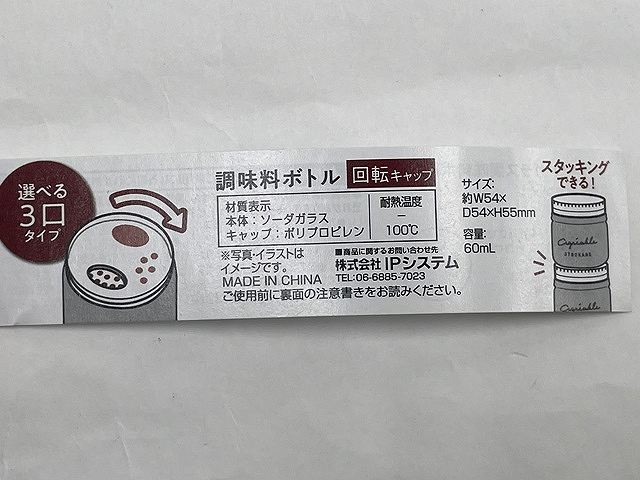 選べる
3口
タイプ
調味料ボトル 回転キャップ
材質表示 耐熱温度
本体：ソーダガラス －
キャップ：ポリプロピレン 100℃
※写真・イラストは
イメージです。
MADE IN CHINA
ご使用前に裏面の注意書きをお読みください。
■商品に関するお問い合わせ先
株式会社 IPシステム
TEL:06-6885-7023
サイズ:
約W54×
D54×H55mm
容量:
60mL
スタッキング
できる!